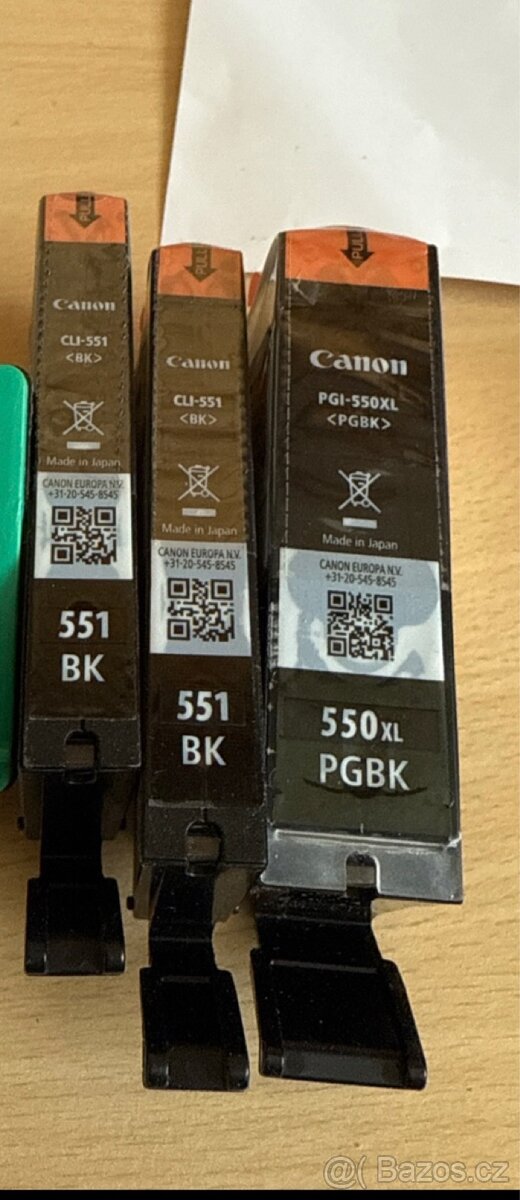 PULL
Canon
CLI-551
<BK>
Made in Japan
CANON EUROPA N.V.
+31-20-545-8545
551
BK
PULL
Canon
CLI-551
<BK>
Made in Japan
CANON EUROPA N.V.
+31-20-545-8545
551
BK
PULL
Canon
PGI-550XL
<PGBK>
Made in Japan
CANON EUROPA N.V.
+31-20-545-8545
550XL
PGBK
@ Bazos.cz